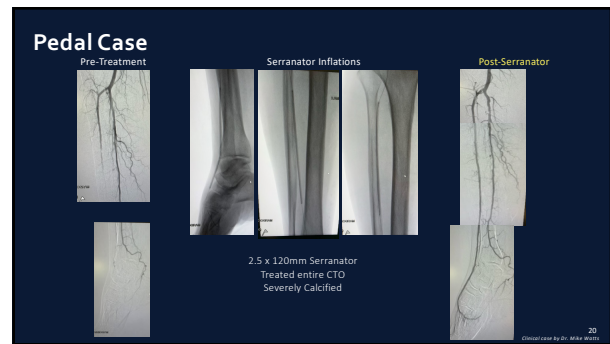 Pedal Case
Pre-Treatment
Serranator Inflations
Post-Serranator
2.5 x 120mm Serranator
Treated entire CTO
Severely Calcified
20
Clinical case by Dr. Mike Watts